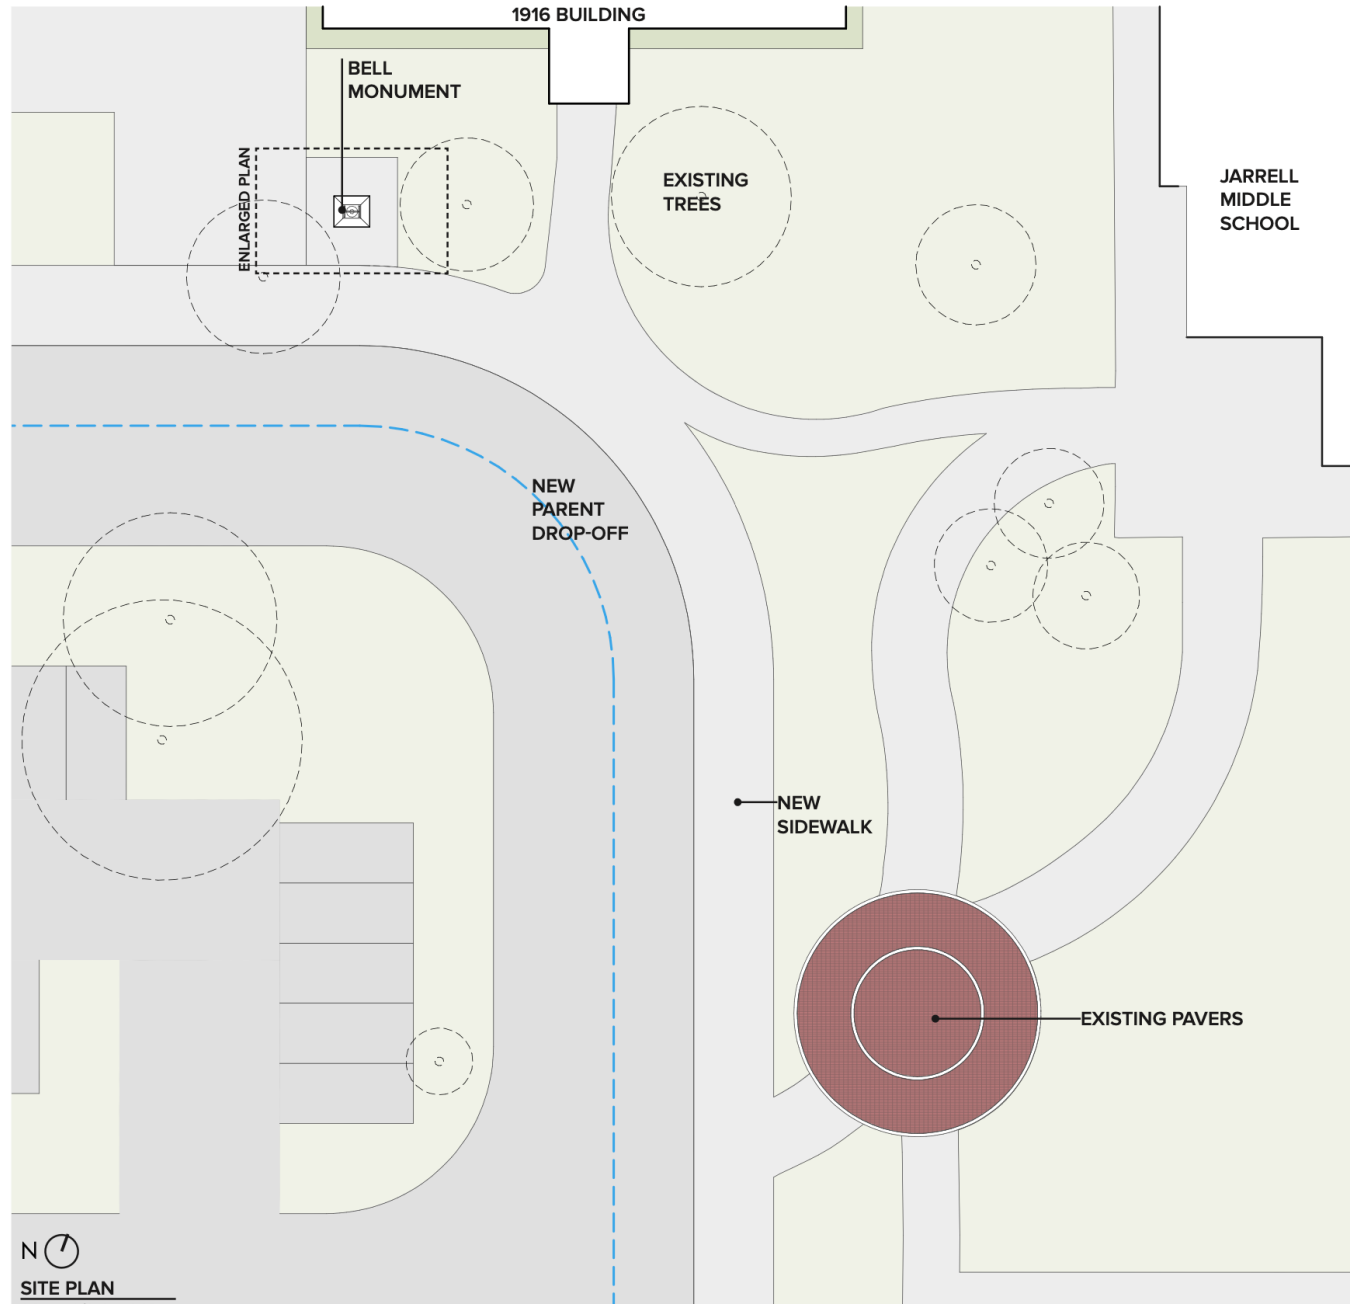 1916 BUILDING
BELL
MONUMENT
ENLARGED PLAN
EXISTING
TREES
JARRELL
MIDDLE
SCHOOL
NEW
PARENT
DROP-OFF
NEW
SIDEWALK
EXISTING PAVERS
N
SITE PLAN